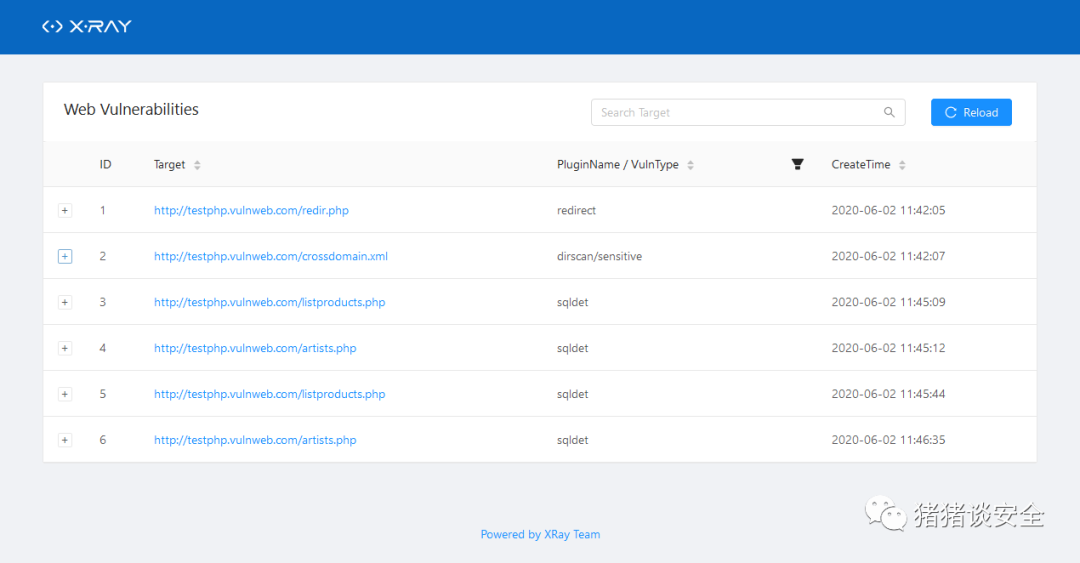 X-RAY
Web Vulnerabilities
Search Target
Reload
ID Target PluginName / VulnType CreateTime
+ 1 http://testphp.vulnweb.com/redir.php redirect 2020-06-02 11:42:05
+ 2 http://testphp.vulnweb.com/crossdomain.xml dirscan/sensitive 2020-06-02 11:42:07
+ 3 http://testphp.vulnweb.com/listproducts.php sqldet 2020-06-02 11:45:09
+ 4 http://testphp.vulnweb.com/artists.php sqldet 2020-06-02 11:45:12
+ 5 http://testphp.vulnweb.com/listproducts.php sqldet 2020-06-02 11:45:44
+ 6 http://testphp.vulnweb.com/artists.php sqldet 2020-06-02 11:46:35
猪猪谈安全
Powered by XRay Team